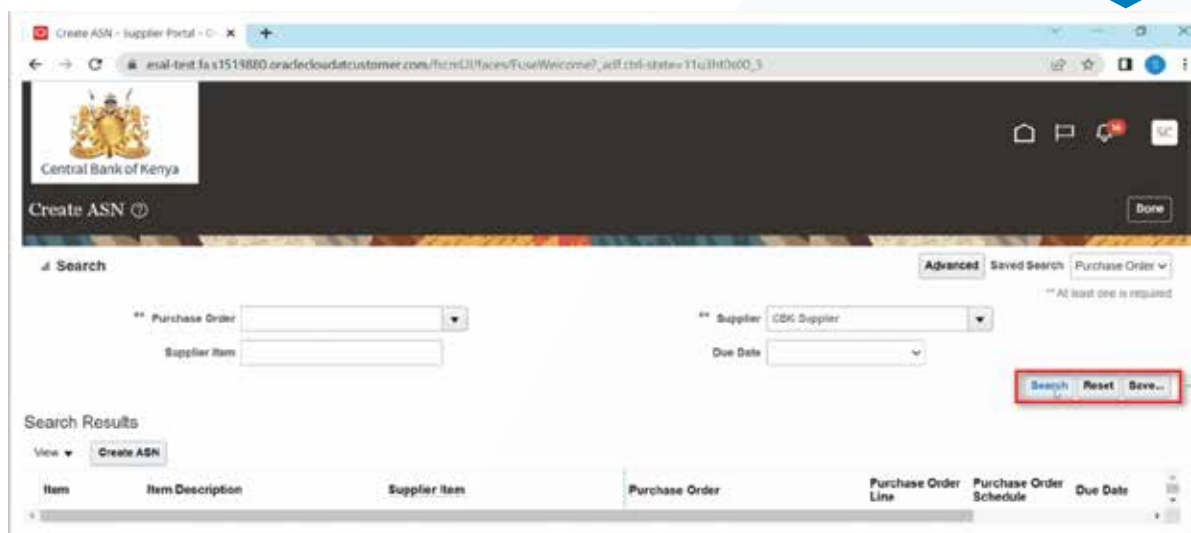 Create ASN - Supplier Portal -
esal-test.fa.s1519880.oraclecloudatcustomer.com/fscmUI/faces/FuseWelcome?_adf.ctrl-state=
Central Bank of Kenya
SC
Create ASN
Done
Search
Advanced Saved Search Purchase Order
** At least one is required
** Purchase Order
** Supplier CBK Supplier
Supplier Item
Due Date
Search Reset Save...
Search Results
View Create ASN
Item Item Description Supplier Item Purchase Order Purchase Order Line Purchase Order Schedule Due Date